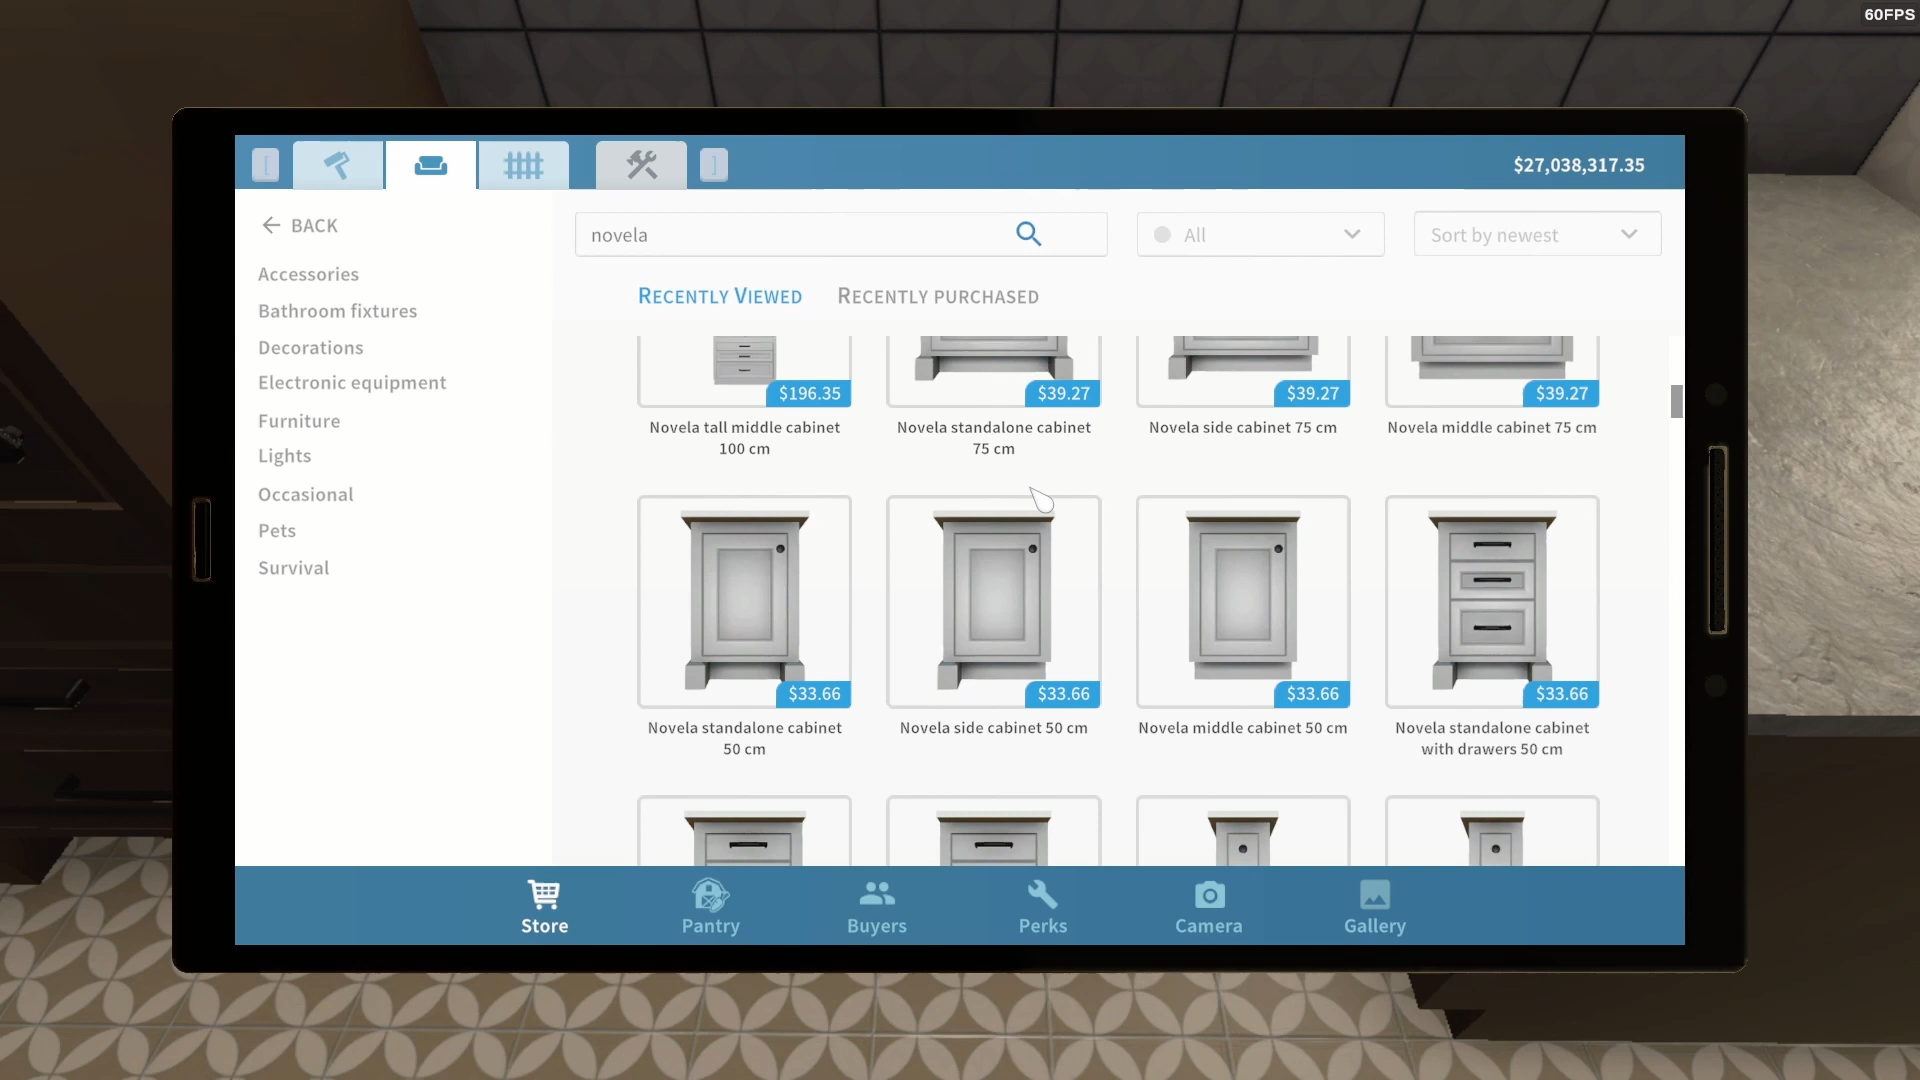 60FPS
[
]
$27,038,317.35
BACK
novela
All
Sort by newest
Accessories
Bathroom fixtures
Decorations
Electronic equipment
Furniture
Lights
Occasional
Pets
Survival
RECENTLY VIEWED
RECENTLY PURCHASED
$196.35
$39.27
$39.27
$39.27
Novela tall middle cabinet
100 cm
Novela standalone cabinet
75 cm
Novela side cabinet 75 cm
Novela middle cabinet 75 cm
$33.66
$33.66
$33.66
$33.66
Novela standalone cabinet
50 cm
Novela side cabinet 50 cm
Novela middle cabinet 50 cm
Novela standalone cabinet
with drawers 50 cm
Store
Pantry
Buyers
Perks
Camera
Gallery